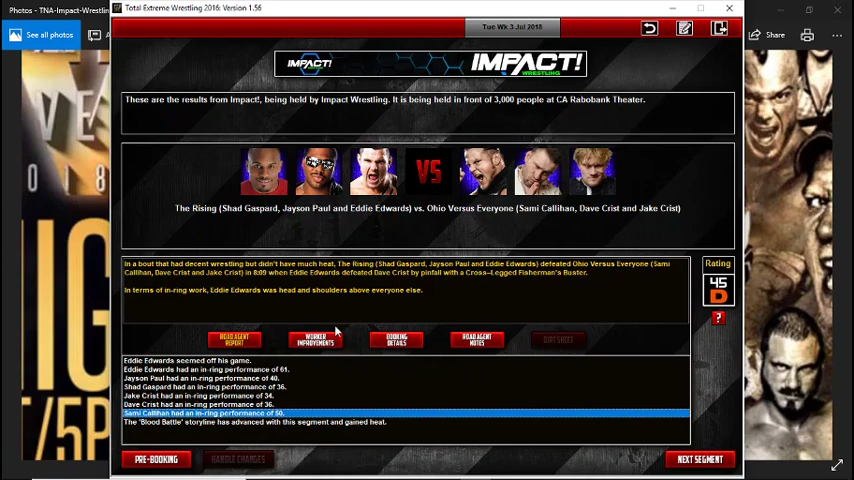 Photos - TNA-Impact-Wrestling
Total Extreme Wrestling 2016: Version 1.56
See all photos
Share
Tue Wk 3 Jul 2018
IMPACT!
IMPACT!
WRESTLING
These are the results from Impact!, being held by Impact Wrestling. It is being held in front of 3,000 people at CA Rabobank Theater.
VS
The Rising (Shad Gaspard, Jayson Paul and Eddie Edwards) vs. Ohio Versus Everyone (Sami Callihan, Dave Crist and Jake Crist)
In a bout that had decent wrestling but didn't have much heat, The Rising (Shad Gaspard, Jayson Paul and Eddie Edwards) defeated Ohio Versus Everyone (Sami
Callihan, Dave Crist and Jake Crist) in 8:09 when Eddie Edwards defeated Dave Crist by pinfall with a Cross-Legged Fisherman's Buster.
In terms of in-ring work, Eddie Edwards was head and shoulders above everyone else.
Rating
45
D
?
ROAD AGENT REPORT
WORKER IMPROVEMENTS
BOOKING DETAILS
ROAD AGENT NOTES
DIRT SHEET
Eddie Edwards seemed off his game.
Eddie Edwards had an in-ring performance of 61.
Jayson Paul had an in-ring performance of 40.
Shad Gaspard had an in-ring performance of 36.
Jake Crist had an in-ring performance of 34.
Dave Crist had an in-ring performance of 36.
Sami Callihan had an in-ring performance of 50.
The 'Blood Battle' storyline has advanced with this segment and gained heat.
PRE-BOOKING
HANDLE CHANGES
NEXT SEGMENT